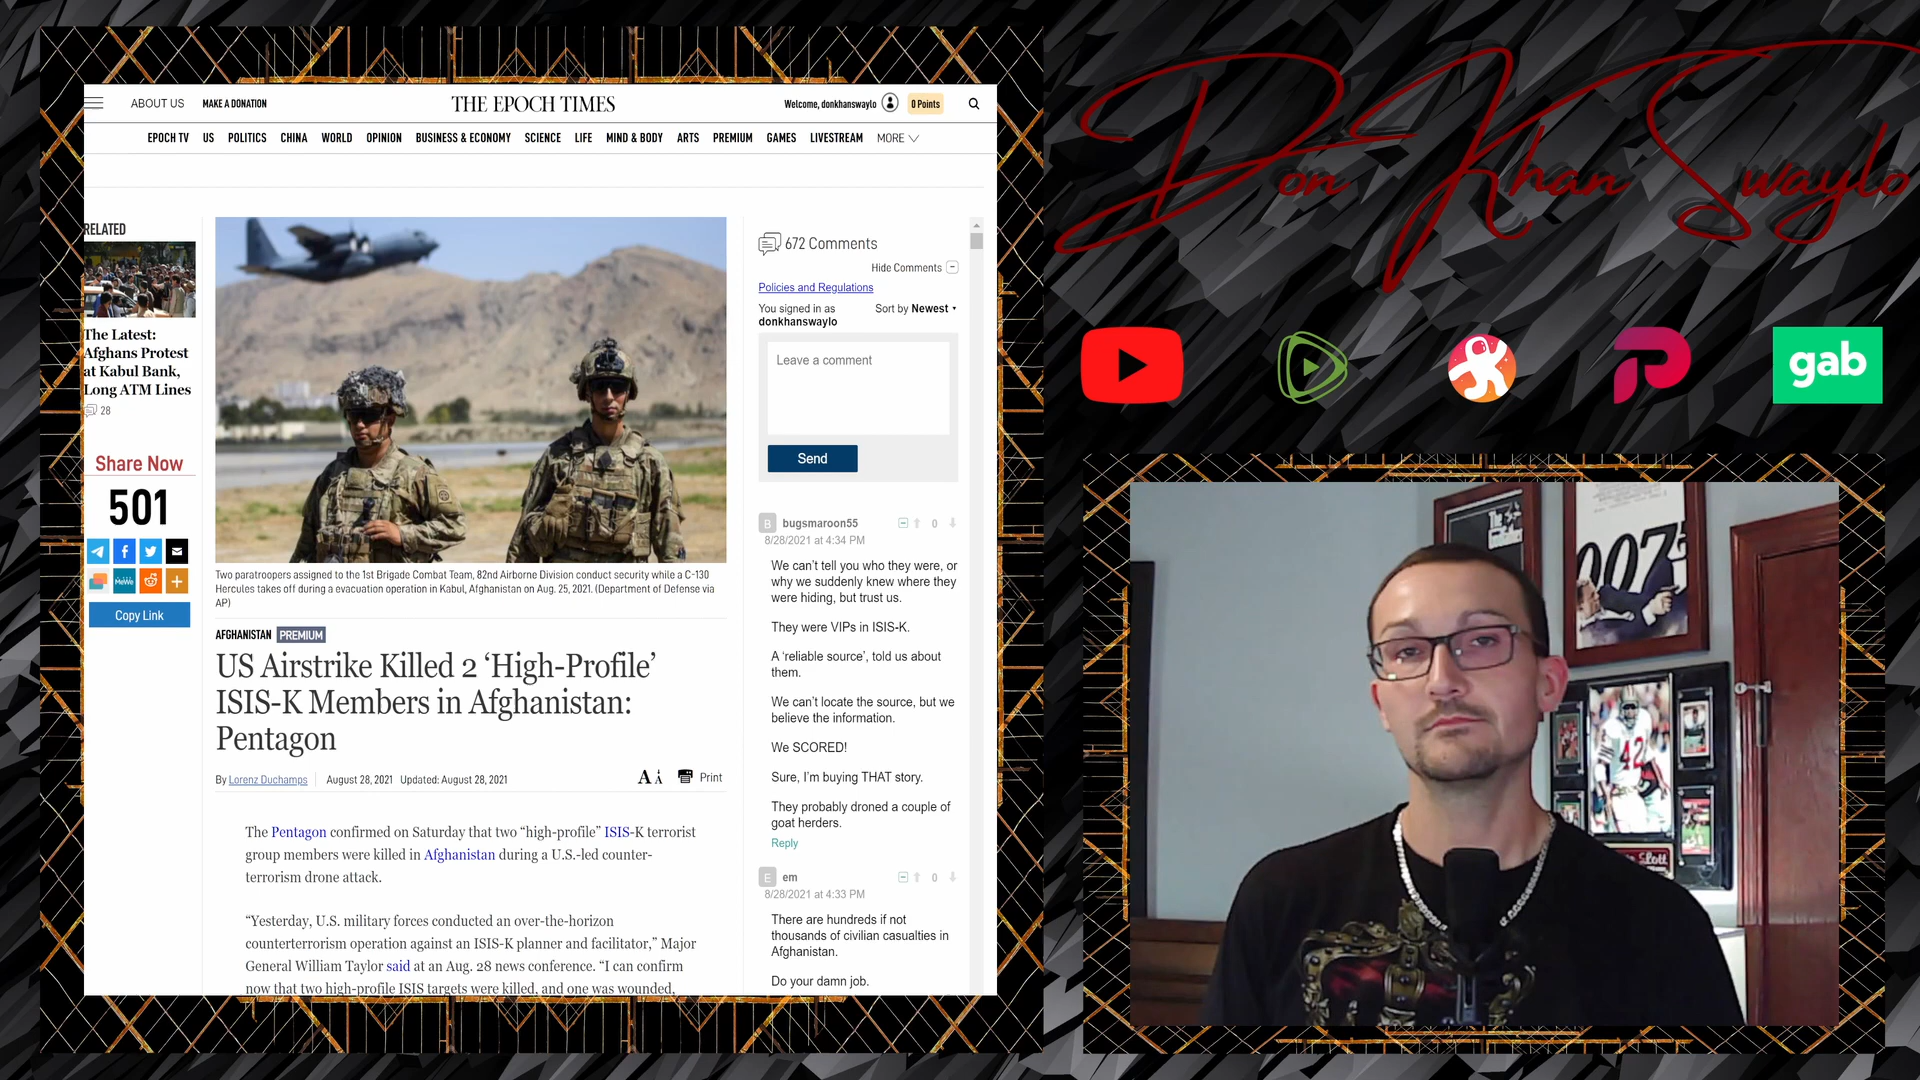 ABOUT US
MAKE A DONATION
THE EPOCH TIMES
Welcome, donkhanswaylo
0 Points
EPOCH TV US POLITICS CHINA WORLD OPINION BUSINESS & ECONOMY SCIENCE LIFE MIND & BODY ARTS PREMIUM GAMES LIVESTREAM MORE
RELATED
The Latest:
Afghans Protest
at Kabul Bank,
Long ATM Lines
28
Share Now
501
MeWe
Copy Link
Two paratroopers assigned to the 1st Brigade Combat Team, 82nd Airborne Division conduct security while a C-130
Hercules takes off during a evacuation operation in Kabul, Afghanistan on Aug. 25, 2021. (Department of Defense via
AP)
AFGHANISTAN PREMIUM
US Airstrike Killed 2 ‘High-Profile’
ISIS-K Members in Afghanistan:
Pentagon
By Lorenz Duchamps August 28, 2021 Updated: August 28, 2021
A A Print
The Pentagon confirmed on Saturday that two “high-profile” ISIS-K terrorist
group members were killed in Afghanistan during a U.S.-led counter-
terrorism drone attack.
“Yesterday, U.S. military forces conducted an over-the-horizon
counterterrorism operation against an ISIS-K planner and facilitator,” Major
General William Taylor said at an Aug. 28 news conference. “I can confirm
now that two high-profile ISIS targets were killed, and one was wounded,
672 Comments
Hide Comments
Policies and Regulations
You signed in as
donkhanswaylo
Sort by Newest
Leave a comment
Send
B bugsmaroon55 0
8/28/2021 at 4:34 PM
We can’t tell you who they were, or
why we suddenly knew where they
were hiding, but trust us.
They were VIPs in ISIS-K.
A ‘reliable source’, told us about
them.
We can’t locate the source, but we
believe the information.
We SCORED!
Sure, I’m buying THAT story.
They probably droned a couple of
goat herders.
Reply
E em 0
8/28/2021 at 4:33 PM
There are hundreds if not
thousands of civilian casualties in
Afghanistan.
Do your damn job.
Don Khan Swaylo
gab
007
42